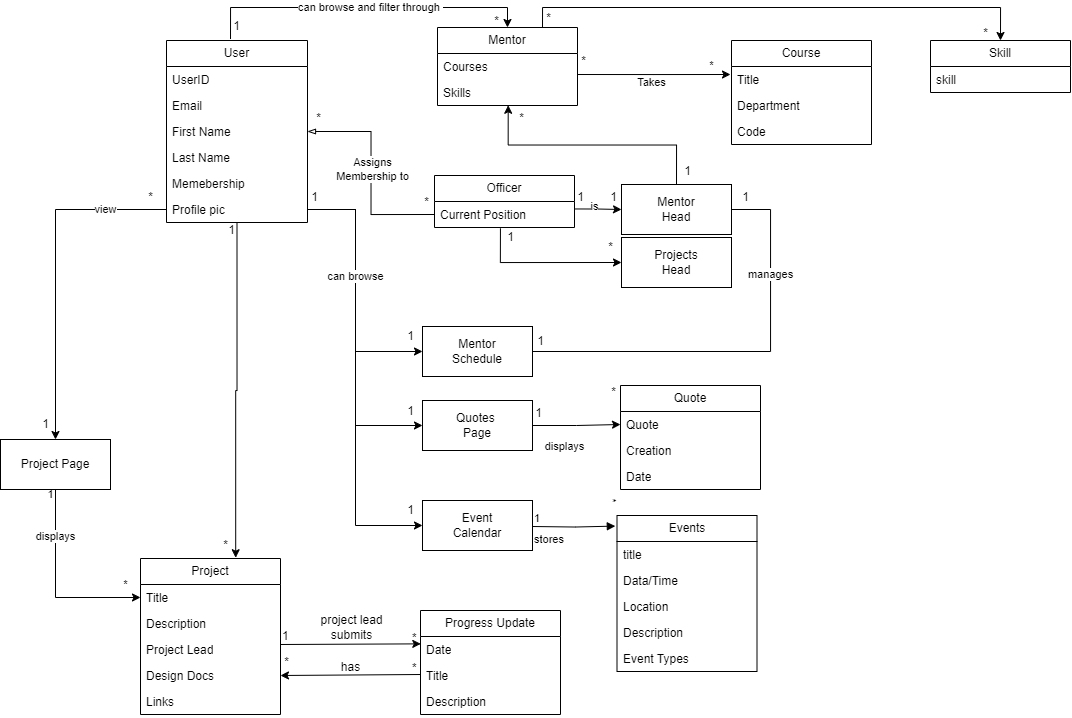 can browse and filter through
1
*
*
*
Mentor
Courses
Skills
*
*
Takes
Course
Title
Department
Code
Skill
skill
User
UserID
Email
First Name
Last Name
Memebership
Profile pic
*
Assigns
Membership to
*
*
Officer
Current Position
1
1
is
1
*
1
Mentor
Head
1
Projects
Head
manages
*
view
1
1
can browse
1
Mentor
Schedule
1
1
Quotes
Page
1
displays
*
Quote
Quote
Creation
Date
1
Project Page
1
displays
*
1
Event
Calendar
1
stores
*
Events
title
Data/Time
Location
Description
Event Types
*
Project
Title
Description
Project Lead
Design Docs
Links
1
project lead
submits
*
*
has
*
Progress Update
Date
Title
Description